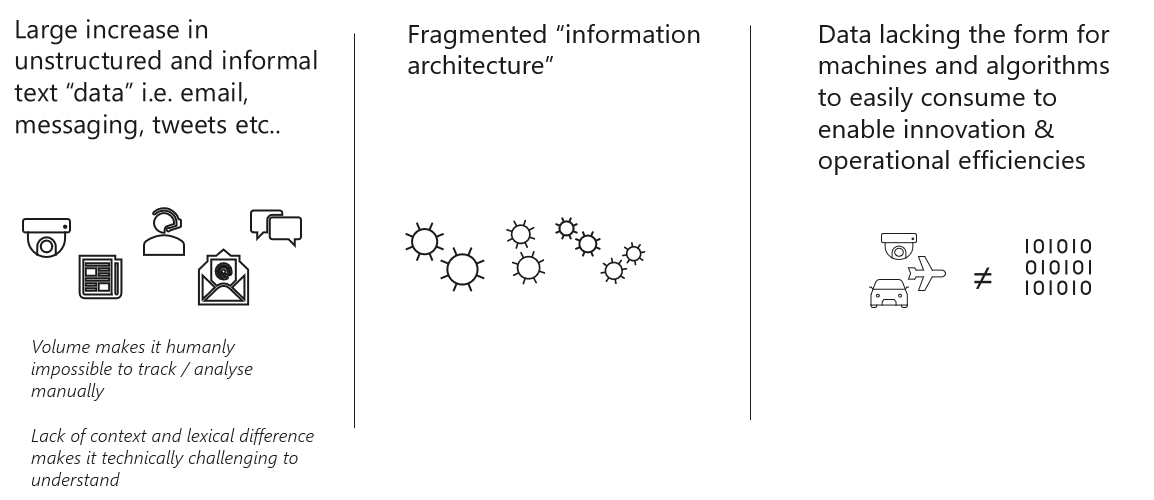 Large increase in
unstructured and informal
text “data” i.e. email,
messaging, tweets etc..
Volume makes it humanly
impossible to track / analyse
manually
Lack of context and lexical difference
makes it technically challenging to
understand
Fragmented “information
architecture”
Data lacking the form for
machines and algorithms
to easily consume to
enable innovation &
operational efficiencies
≠
101010
010101
101010